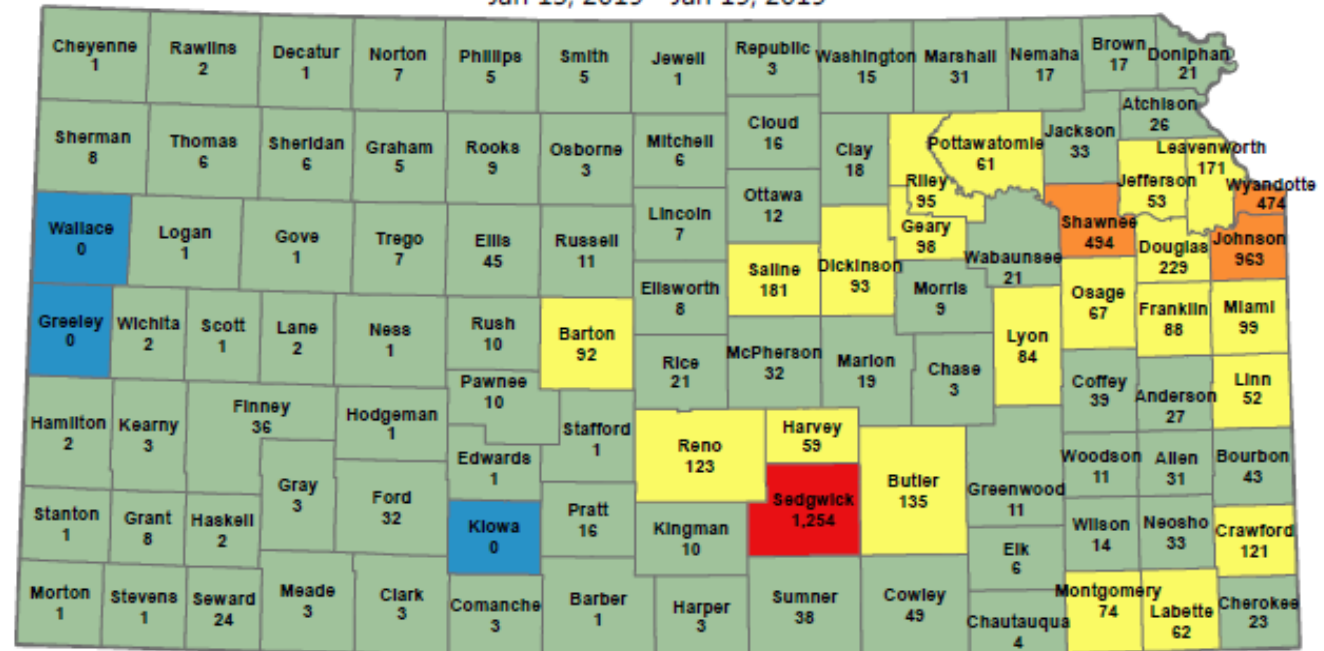 Jan 13, 2019 - Jan 19, 2019
Cheyenne
1
Rawlins
2
Decatur
1
Norton
7
Phillips
5
Smith
5
Jewell
1
Republic
3
Washington
15
Marshall
31
Nemaha
17
Brown
17
Doniphan
21
Atchison
26
Sherman
8
Thomas
6
Sheridan
6
Graham
5
Rooks
9
Osborne
3
Mitchell
6
Cloud
16
Clay
18
Riley
95
Pottawatomie
61
Jackson
33
Jefferson
53
Leavenworth
171
Wyandotte
474
Wallace
0
Logan
1
Gove
1
Trego
7
Ellis
45
Russell
11
Lincoln
7
Ottawa
12
Saline
181
Dickinson
93
Geary
98
Wabaunsee
21
Shawnee
494
Douglas
229
Johnson
963
Greeley
0
Wichita
2
Scott
1
Lane
2
Ness
1
Rush
10
Barton
92
Ellsworth
8
Rice
21
McPherson
32
Marion
19
Morris
9
Chase
3
Lyon
84
Osage
67
Franklin
88
Miami
99
Coffey
39
Anderson
27
Linn
52
Hamilton
2
Kearny
3
Finney
36
Hodgeman
1
Pawnee
10
Edwards
1
Stafford
1
Reno
123
Harvey
59
Sedgwick
1,254
Butler
135
Greenwood
11
Woodson
11
Allen
31
Bourbon
43
Stanton
1
Grant
8
Haskell
2
Gray
3
Ford
32
Kiowa
0
Pratt
16
Kingman
10
Elk
6
Wilson
14
Neosho
33
Crawford
121
Morton
1
Stevens
1
Seward
24
Meade
3
Clark
3
Comanche
3
Barber
1
Harper
3
Sumner
38
Cowley
49
Chautauqua
4
Montgomery
74
Labette
62
Cherokee
23